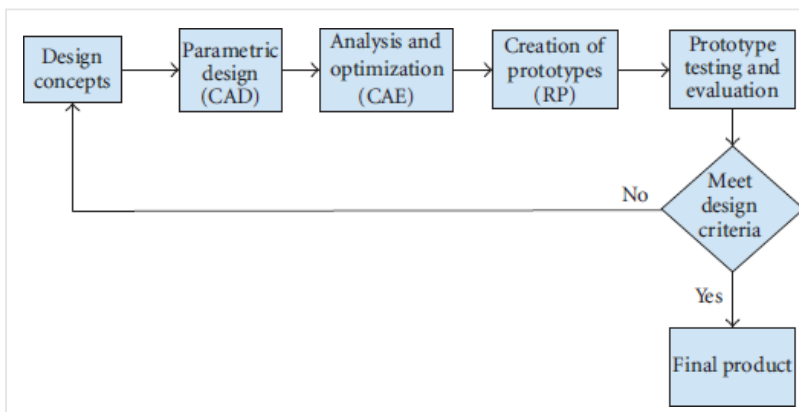 Design
concepts
Parametric
design
(CAD)
Analysis and
optimization
(CAE)
Creation of
prototypes
(RP)
Prototype
testing and
evaluation
Meet
design
criteria
No
Yes
Final product